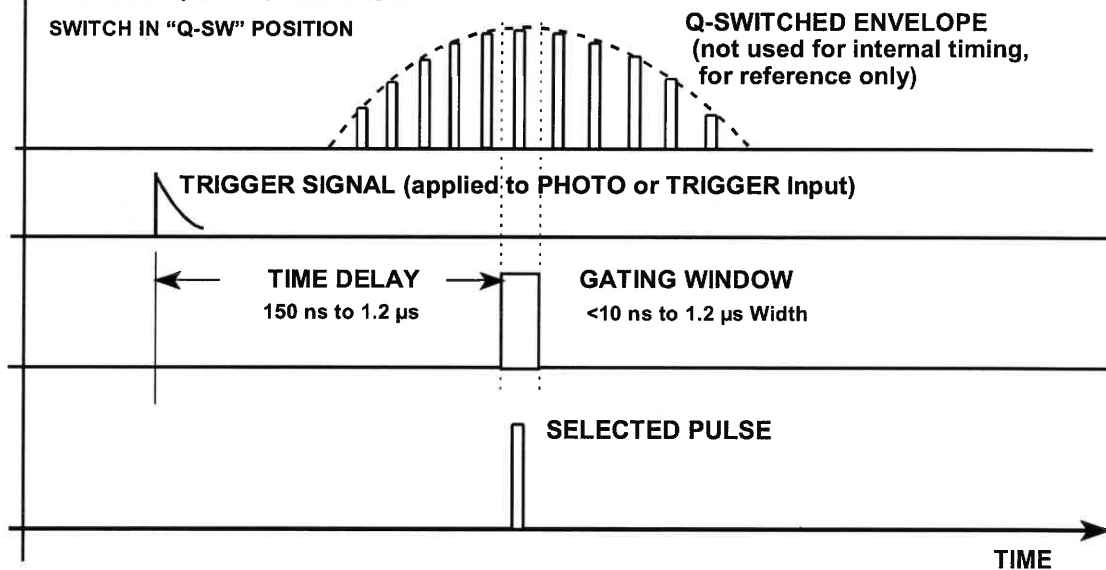 SWITCH IN “Q-SW” POSITION
Q-SWITCHED ENVELOPE
(not used for internal timing,
for reference only)
TRIGGER SIGNAL (applied to PHOTO or TRIGGER Input)
TIME DELAY
150 ns to 1.2 µs
GATING WINDOW
<10 ns to 1.2 µs Width
SELECTED PULSE
TIME